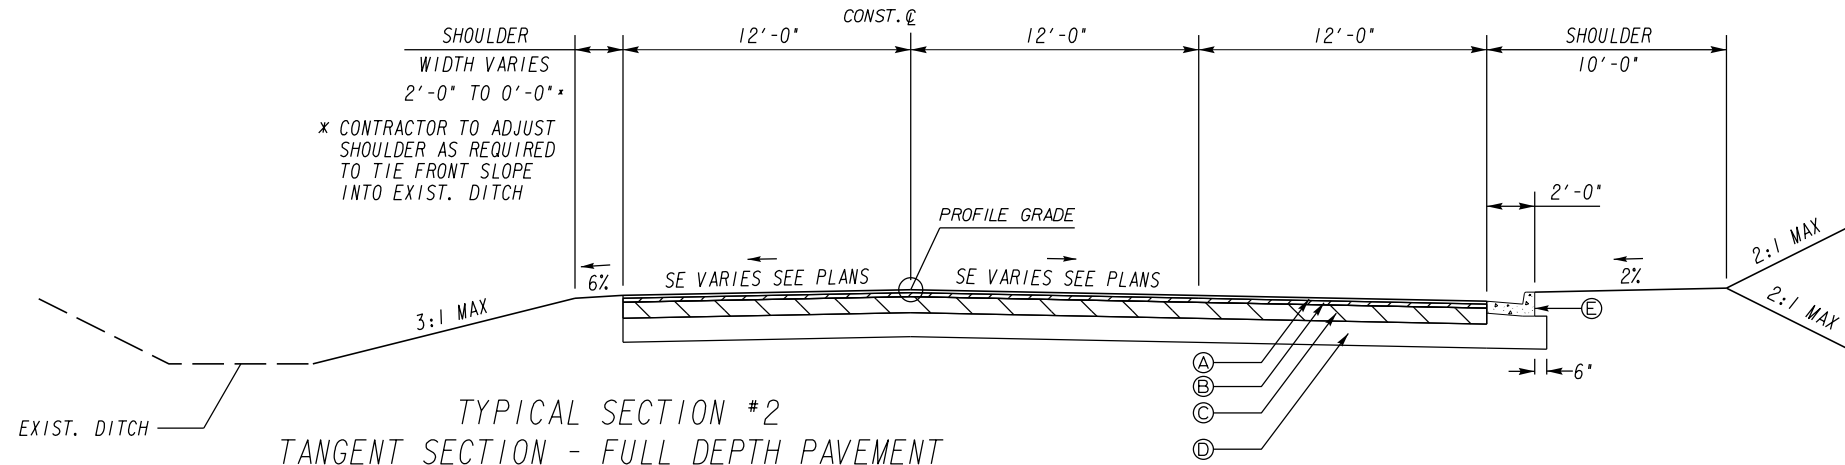 CONST. ℄
SHOULDER
WIDTH VARIES
2'-0" TO 0'-0"*
12'-0"
12'-0"
12'-0"
SHOULDER
10'-0"
* CONTRACTOR TO ADJUST
SHOULDER AS REQUIRED
TO TIE FRONT SLOPE
INTO EXIST. DITCH
2'-0"
PROFILE GRADE
2:1 MAX
6%
SE VARIES SEE PLANS
SE VARIES SEE PLANS
2%
3:1 MAX
2:1 MAX
E
A
B
C
D
6"
EXIST. DITCH
TYPICAL SECTION #2
TANGENT SECTION - FULL DEPTH PAVEMENT